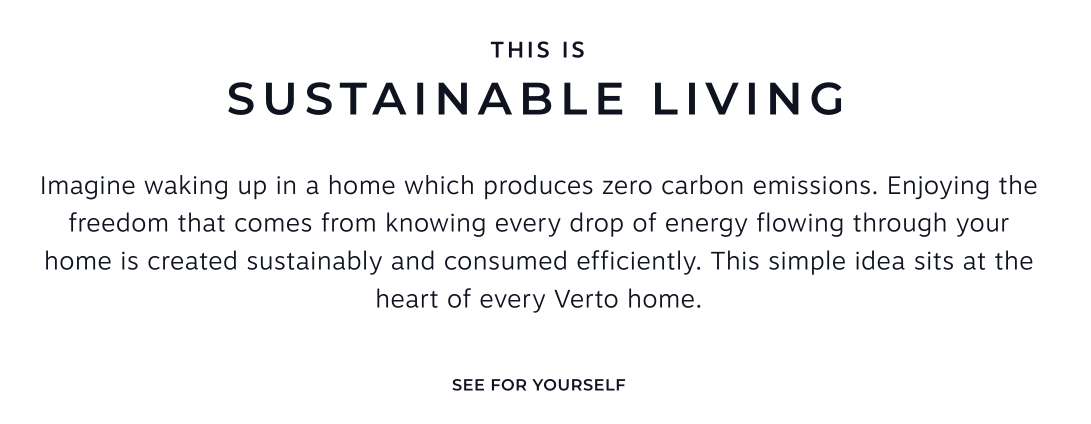 THIS IS
SUSTAINABLE LIVING
Imagine waking up in a home which produces zero carbon emissions. Enjoying the
freedom that comes from knowing every drop of energy flowing through your
home is created sustainably and consumed efficiently. This simple idea sits at the
heart of every Verto home.
SEE FOR YOURSELF